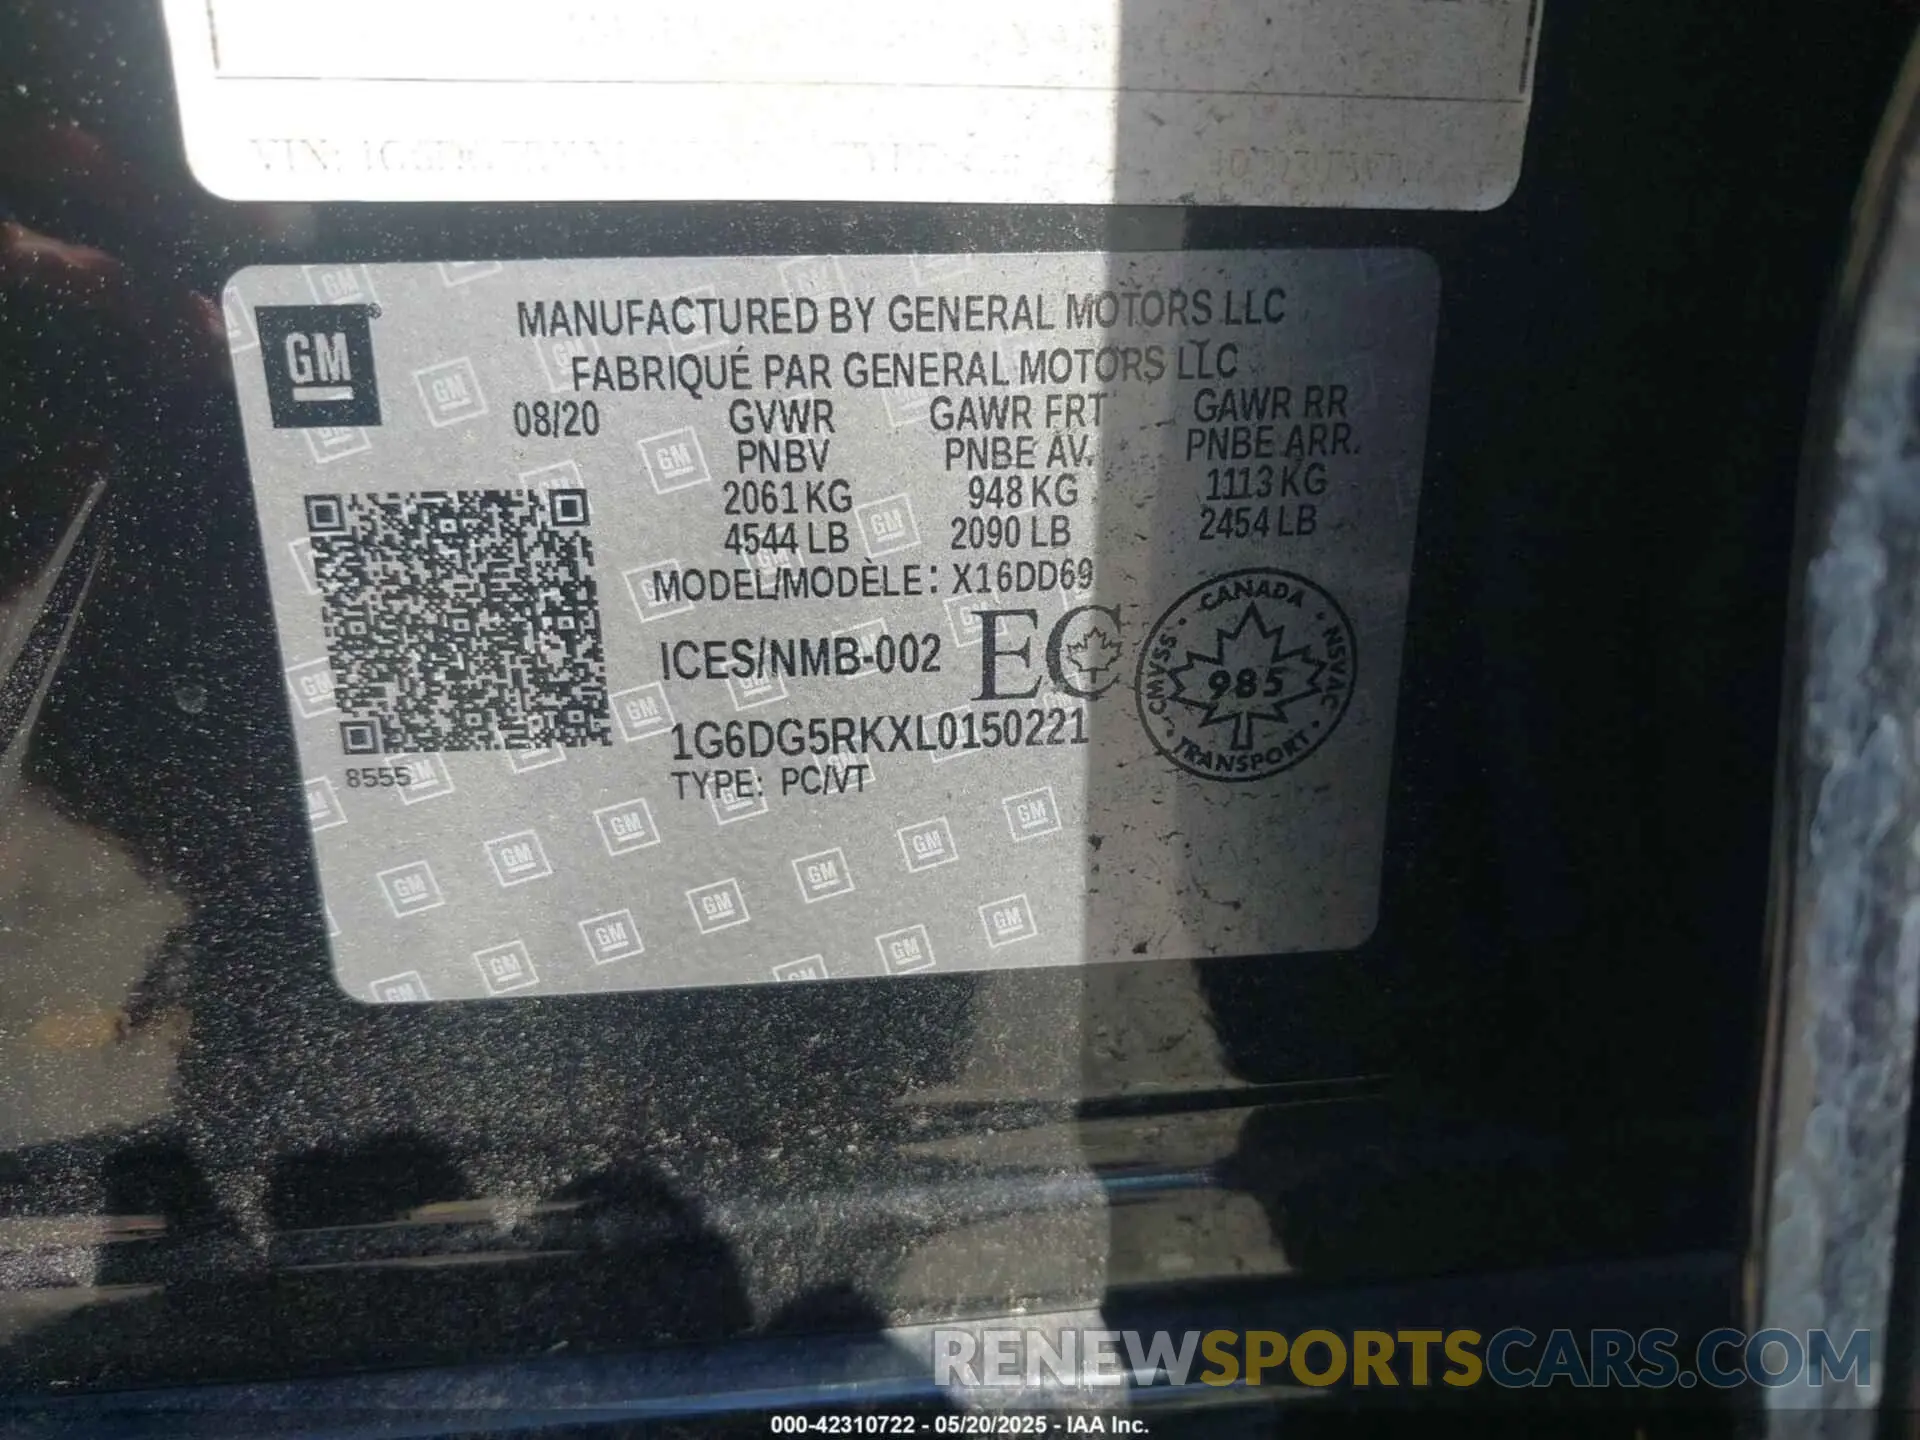 VIN:
MANUFACTURED BY GENERAL MOTORS LLC
FABRIQUÉ PAR GENERAL MOTORS LLC
GM
08/20 GVWR GAWR FRT GAWR RR
PNBV PNBE AV. PNBE ARR.
2061 KG 948 KG 1113 KG
4544 LB 2090 LB 2454 LB
MODEL/MODÈLE: X16DD69
ICES/NMB-002 EC
CANADA
CMVSS 985 NSVAC
TRANSPORT
1G6DG5RKXL0150221
8555 TYPE: PC/VT
RENEWSPORTSCARS.COM
000-42310722 - 05/20/2025 - IAA Inc.